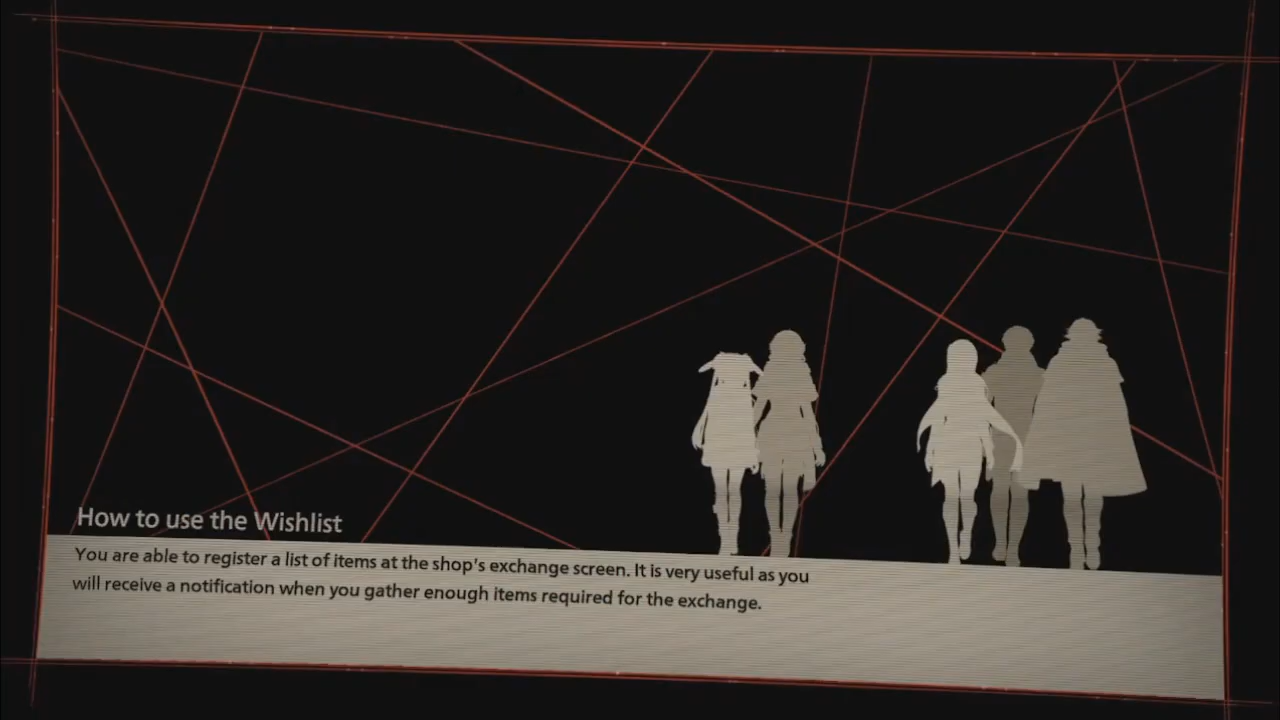 How to use the Wishlist
You are able to register a list of items at the shop's exchange screen. It is very useful as you
will receive a notification when you gather enough items required for the exchange.